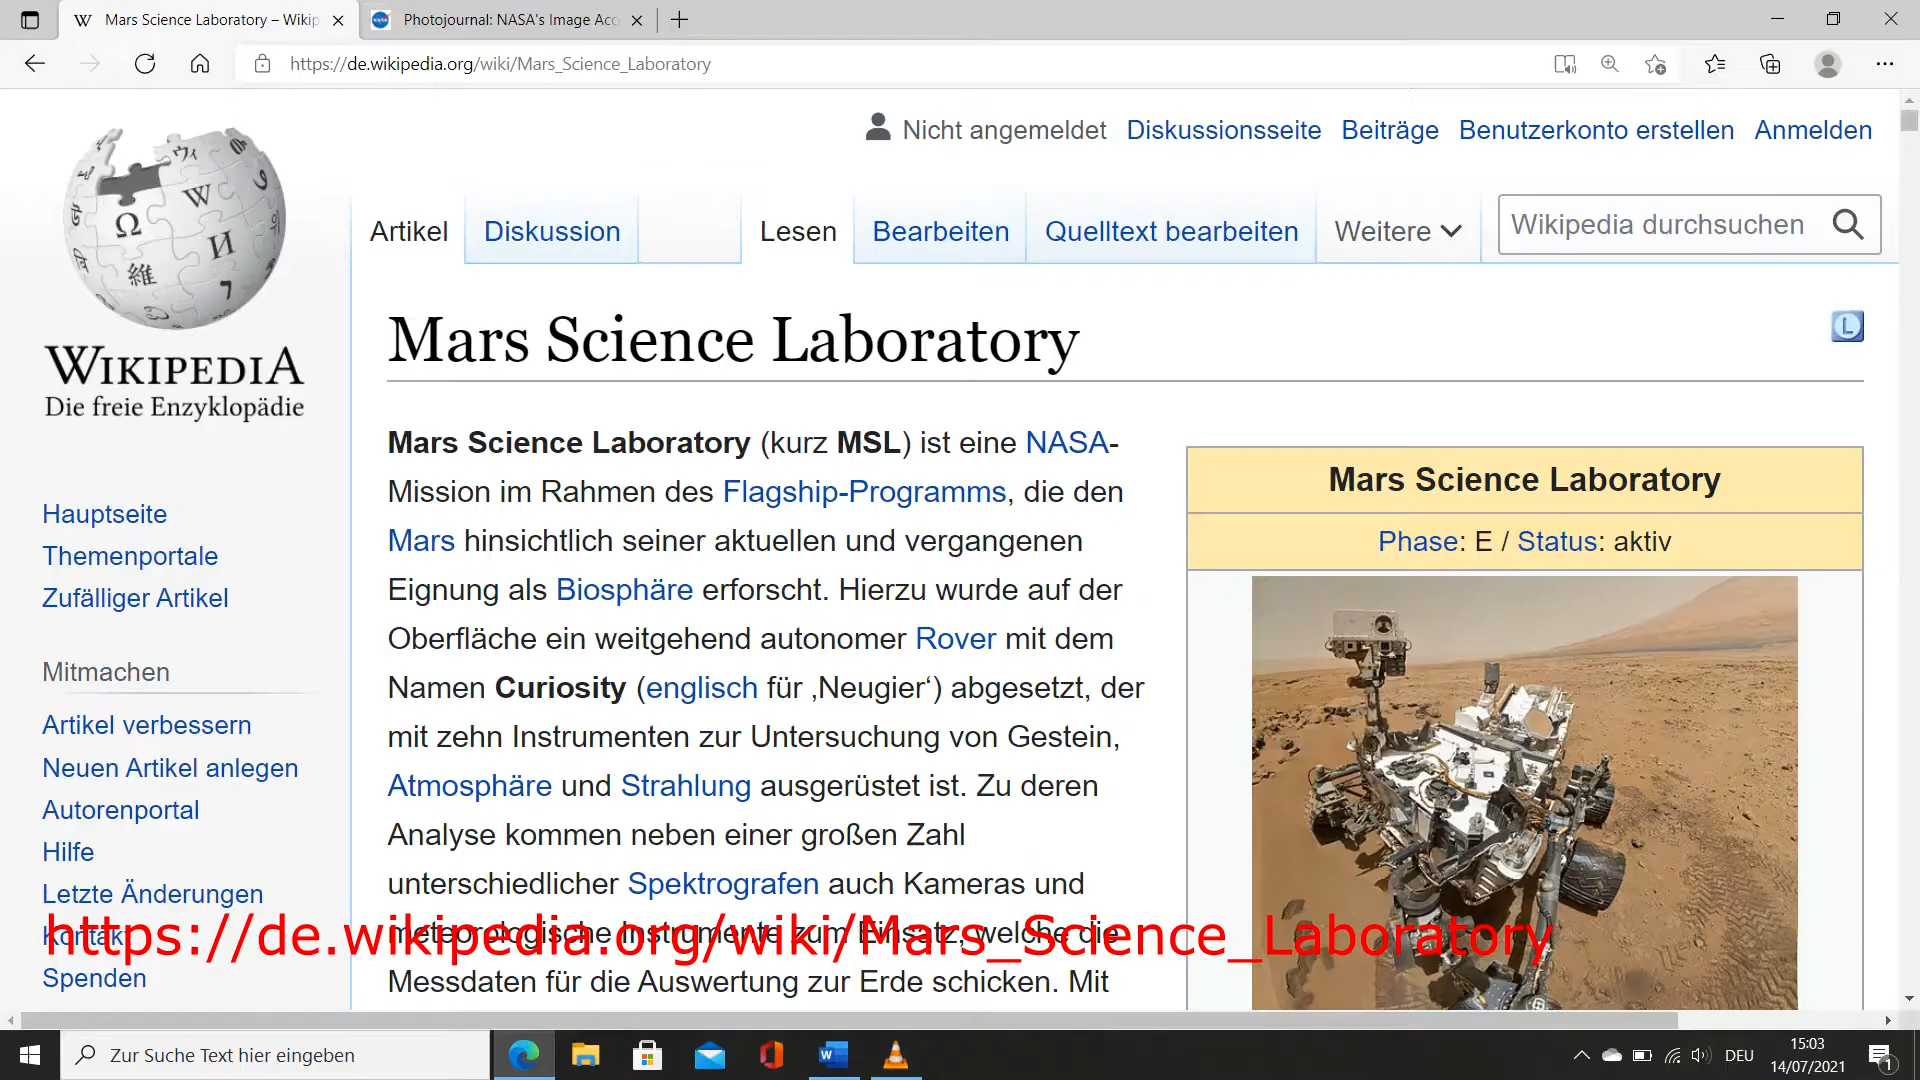 Mars Science Laboratory – Wikip
Photojournal: NASA's Image Acc
https://de.wikipedia.org/wiki/Mars_Science_Laboratory
Nicht angemeldet Diskussionsseite Beiträge Benutzerkonto erstellen Anmelden
Artikel Diskussion Lesen Bearbeiten Quelltext bearbeiten Weitere Wikipedia durchsuchen
WIKIPEDIA
Die freie Enzyklopädie
Hauptseite
Themenportale
Zufälliger Artikel
Mitmachen
Artikel verbessern
Neuen Artikel anlegen
Autorenportal
Hilfe
Letzte Änderungen
Kontakt
Spenden
Mars Science Laboratory
Mars Science Laboratory (kurz MSL) ist eine NASA-
Mission im Rahmen des Flagship-Programms, die den
Mars hinsichtlich seiner aktuellen und vergangenen
Eignung als Biosphäre erforscht. Hierzu wurde auf der
Oberfläche ein weitgehend autonomer Rover mit dem
Namen Curiosity (englisch für ‚Neugier‘) abgesetzt, der
mit zehn Instrumenten zur Untersuchung von Gestein,
Atmosphäre und Strahlung ausgerüstet ist. Zu deren
Analyse kommen neben einer großen Zahl
unterschiedlicher Spektrografen auch Kameras und
meteorologische Instrumente zum Einsatz, welche die
Messdaten für die Auswertung zur Erde schicken. Mit
Mars Science Laboratory
Phase: E / Status: aktiv
https://de.wikipedia.org/wiki/Mars_Science_Laboratory
Zur Suche Text hier eingeben
DEU
15:03
14/07/2021
1